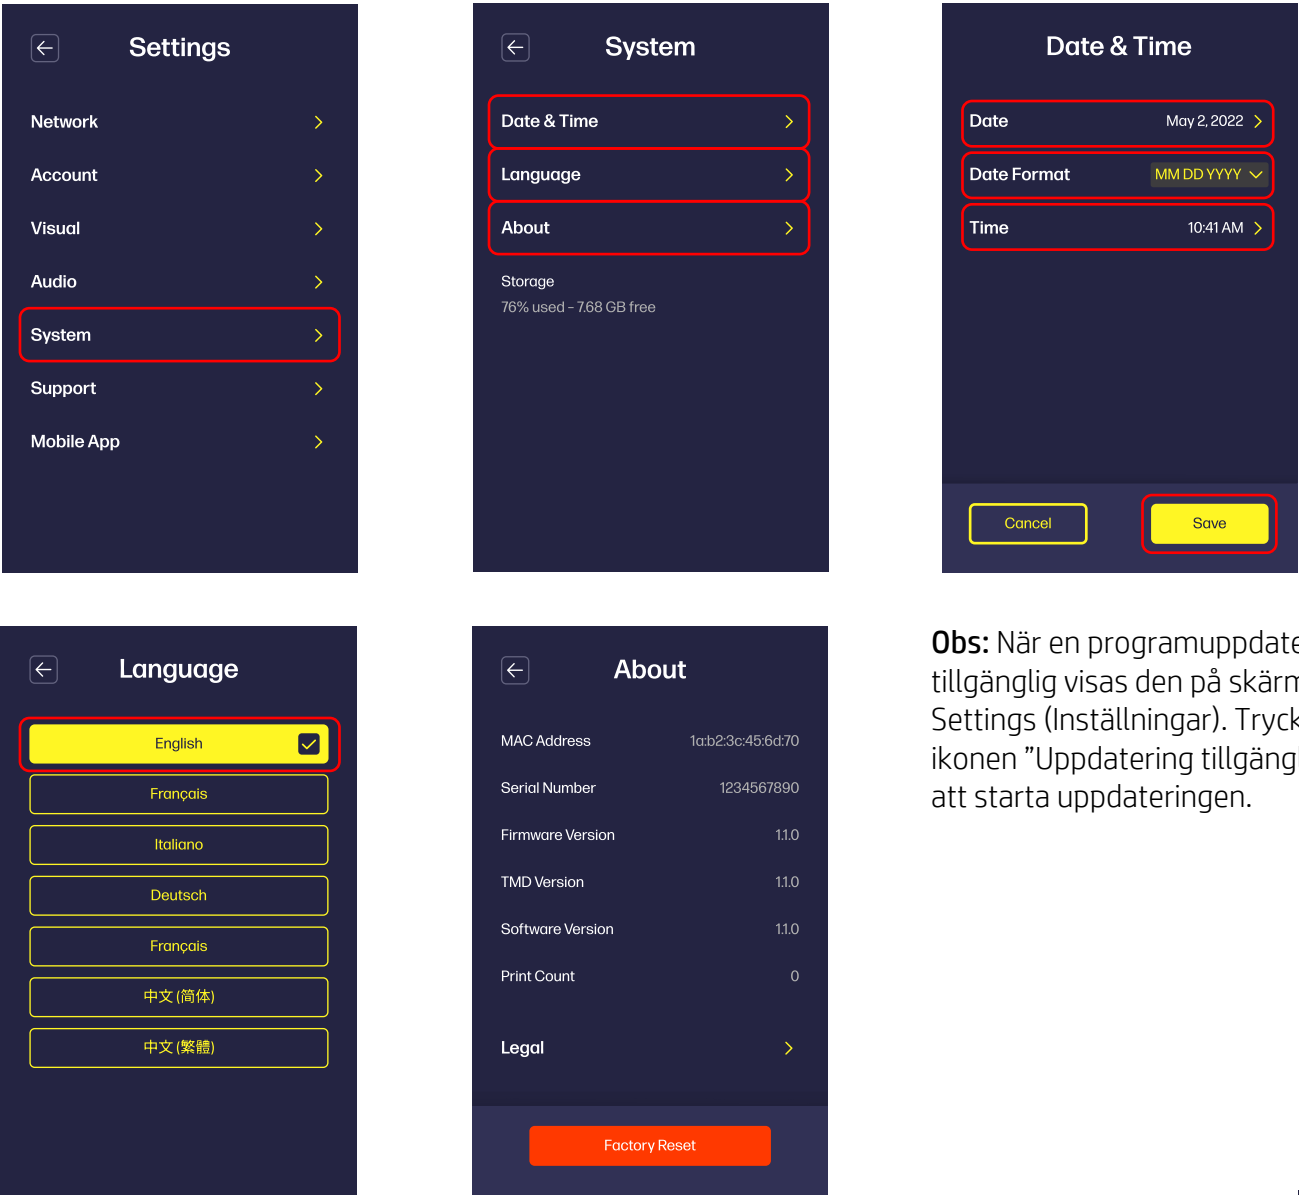 Settings
Network
Account
Visual
Audio
System
Support
Mobile App
System
Date & Time
Language
About
Storage
76% used – 7.68 GB free
Date & Time
Date May 2, 2022
Date Format MM DD YYYY
Time 10:41 AM
Cancel Save
Language
English
Français
Italiano
Deutsch
Français
中文 (简体)
中文 (繁體)
About
MAC Address 1a:b2:3c:45:6d:70
Serial Number 1234567890
Firmware Version 1.1.0
TMD Version 1.1.0
Software Version 1.1.0
Print Count 0
Legal
Factory Reset
Obs: När en
tillgänglig visas den på
Settings (Inställningar). Tryck
ikonen ”Uppdatering
att starta uppdateringen.